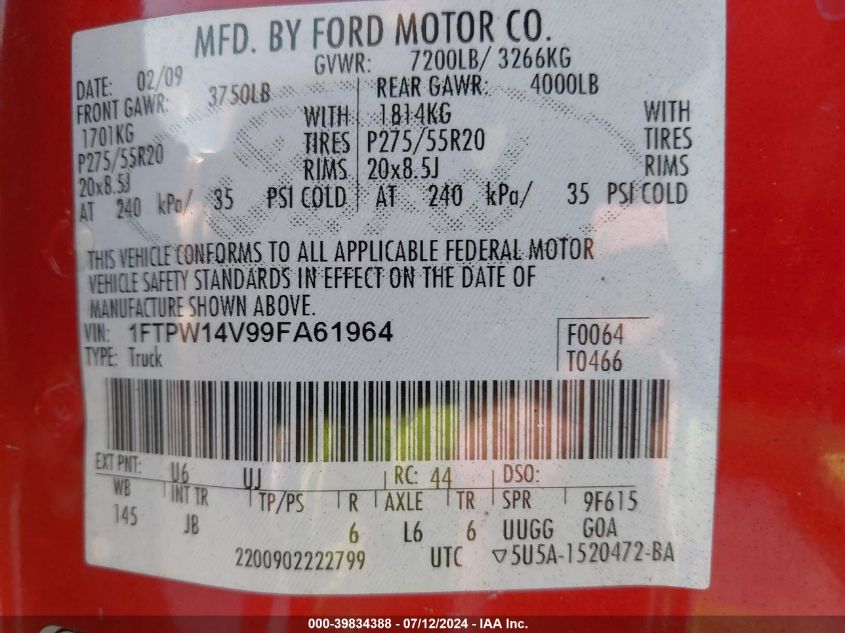 MFD. BY FORD MOTOR CO.
DATE: 02/09 GVWR: 7200LB/ 3266KG
FRONT GAWR: 3750LB REAR GAWR: 4000LB
1701KG WITH 1814KG WITH
P275/55R20 TIRES P275/55R20 TIRES
20x8.5J RIMS 20x8.5J RIMS
AT 240 kPa/ 35 PSI COLD AT 240 kPa/ 35 PSI COLD
THIS VEHICLE CONFORMS TO ALL APPLICABLE FEDERAL MOTOR
VEHICLE SAFETY STANDARDS IN EFFECT ON THE DATE OF
MANUFACTURE SHOWN ABOVE.
VIN: 1FTPW14V99FA61964 F0064
TYPE: Truck T0466
EXT PNT: U6 UJ RC: 44 DSO:
WB INT TR TP/PS R AXLE TR SPR 9F615
145 JB 6 L6 6 UUGG GOA
2200902222799 UTC ▽5U5A-1520472-BA
000-39834388 - 07/12/2024 - IAA Inc.